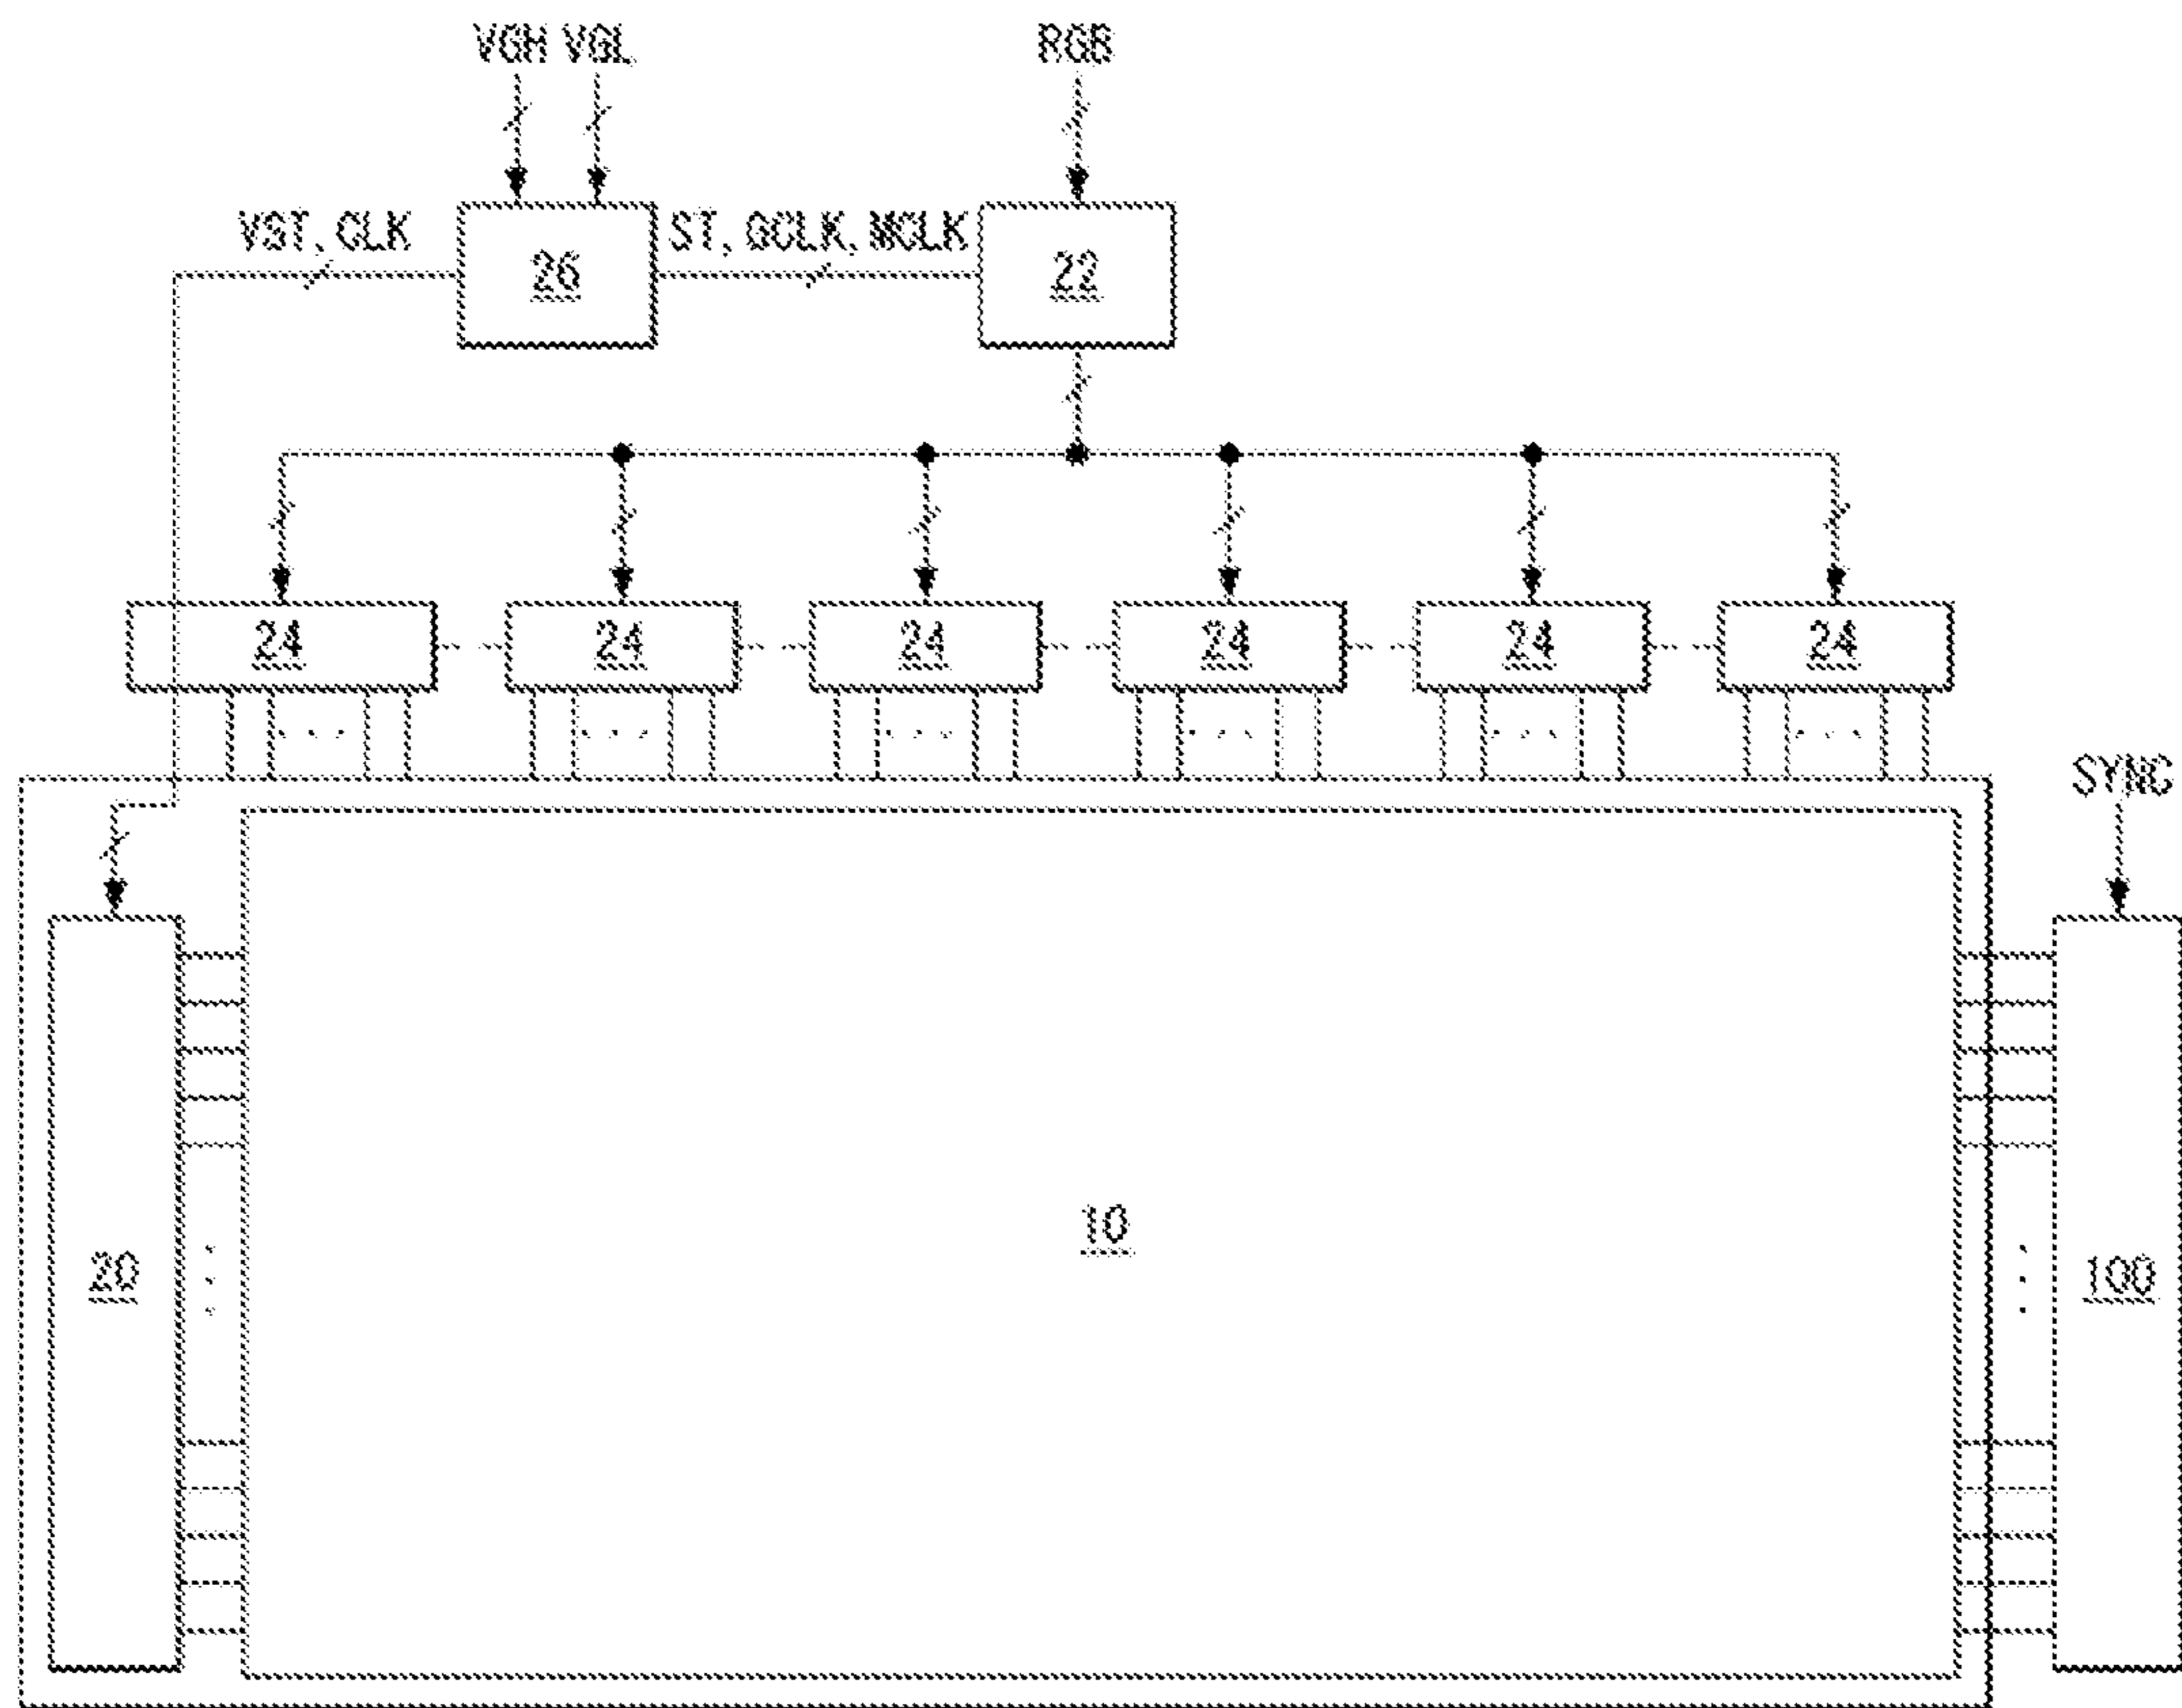 VGH VGL RGB
VST, CLK
26
ST, GCLK, MCLK
22
24 24 24 24 24 24
SYNC
20
10
100